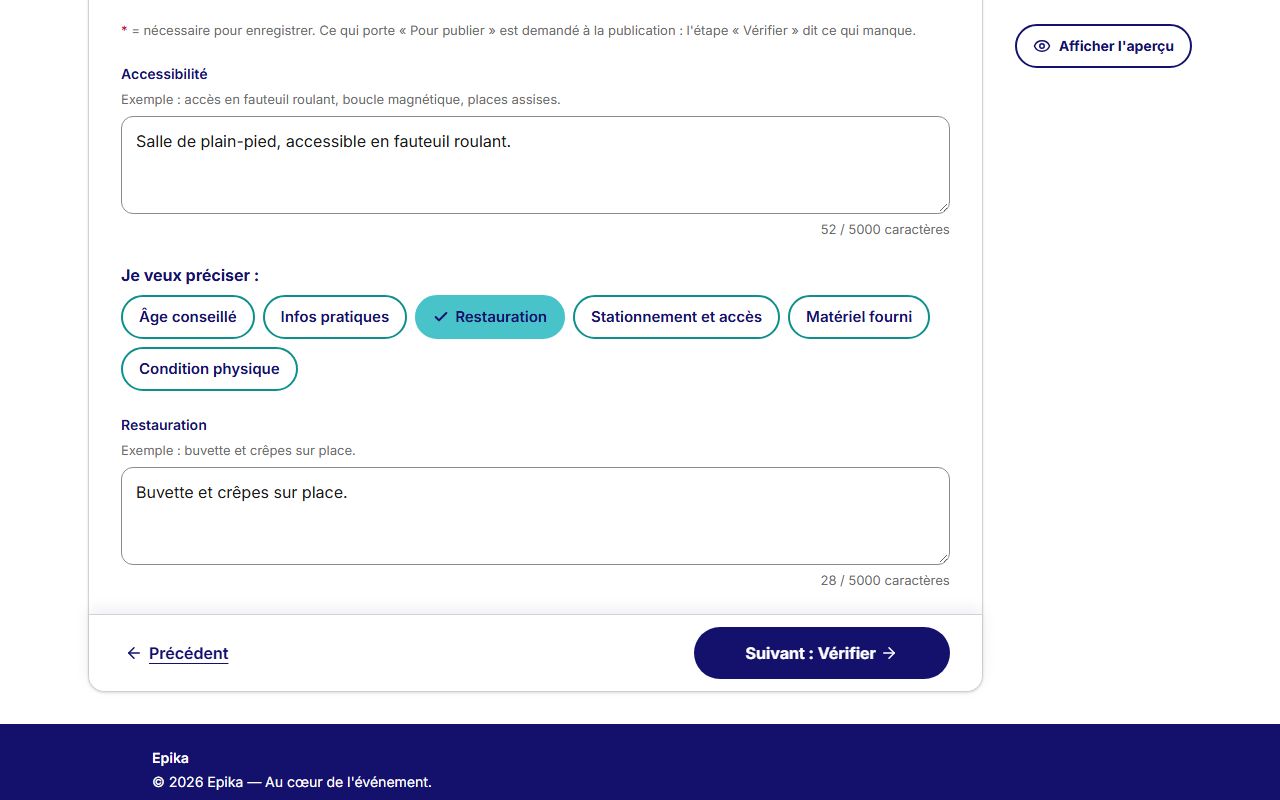 * = nécessaire pour enregistrer. Ce qui porte « Pour publier » est demandé à la publication : l'étape « Vérifier » dit ce qui manque.
Afficher l'aperçu
Accessibilité
Exemple : accès en fauteuil roulant, boucle magnétique, places assises.
Salle de plain-pied, accessible en fauteuil roulant.
52 / 5000 caractères
Je veux préciser :
Âge conseillé Infos pratiques Restauration Stationnement et accès Matériel fourni
Condition physique
Restauration
Exemple : buvette et crêpes sur place.
Buvette et crêpes sur place.
28 / 5000 caractères
Précédent Suivant : Vérifier
Epika
© 2026 Epika — Au cœur de l'événement.